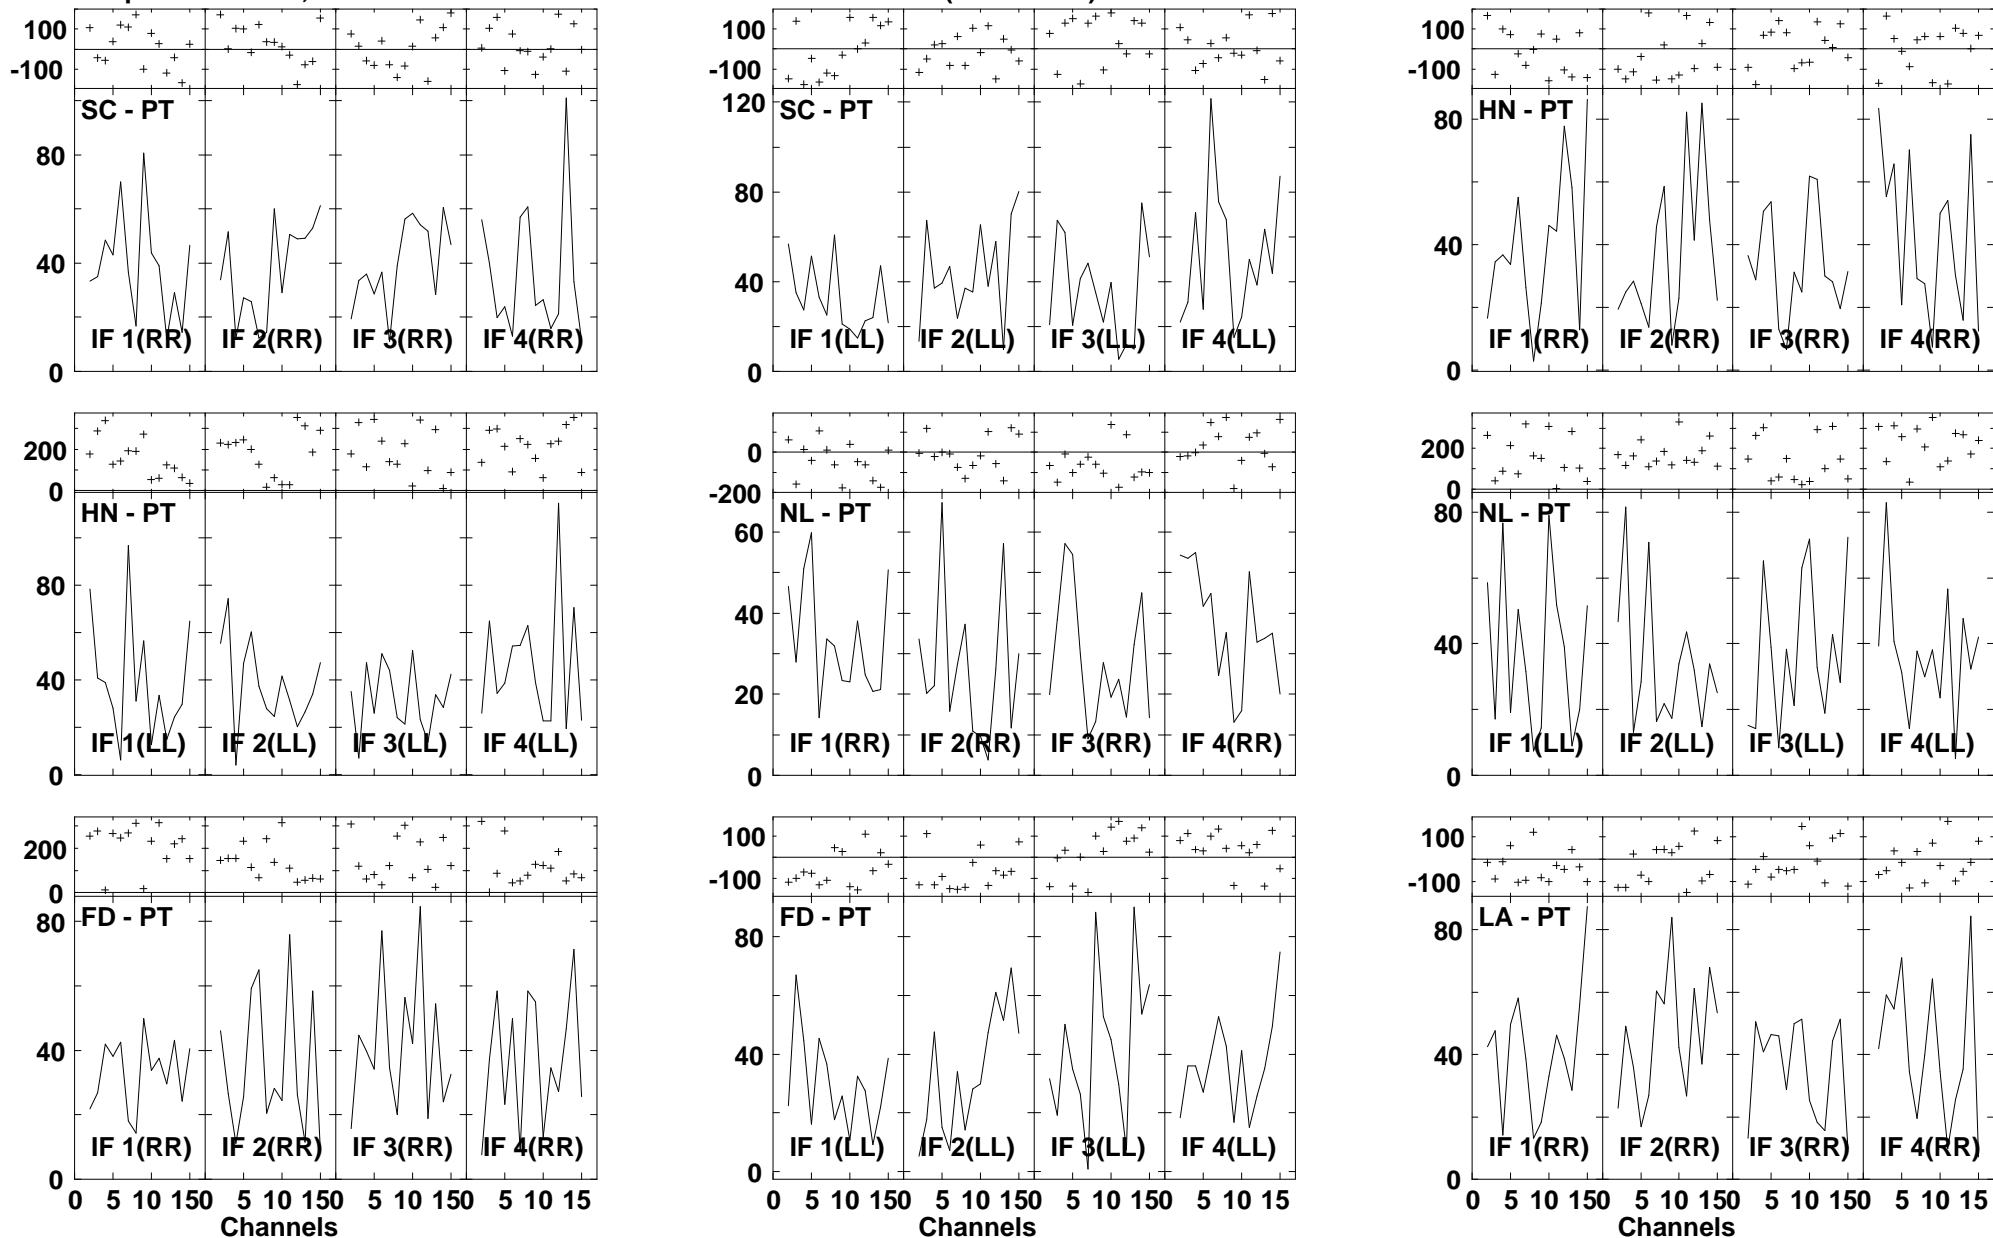 100
-100
SC - PT
80
40
0
IF 1(RR) IF 2(RR) IF 3(RR) IF 4(RR)
100
-100
120
SC - PT
80
40
0
IF 1(LL) IF 2(LL) IF 3(LL) IF 4(LL)
100
-100
HN - PT
80
40
0
IF 1(RR) IF 2(RR) IF 3(RR) IF 4(RR)
200
0
HN - PT
80
40
0
IF 1(LL) IF 2(LL) IF 3(LL) IF 4(LL)
0
-200
NL - PT
60
40
20
0
IF 1(RR) IF 2(RR) IF 3(RR) IF 4(RR)
200
0
NL - PT
80
40
0
IF 1(LL) IF 2(LL) IF 3(LL) IF 4(LL)
200
0
FD - PT
80
40
0
IF 1(RR) IF 2(RR) IF 3(RR) IF 4(RR)
0 5 10 150 5 10 150 5 10 150 5 10 15
Channels
100
-100
FD - PT
80
40
0
IF 1(LL) IF 2(LL) IF 3(LL) IF 4(LL)
0 5 10 150 5 10 150 5 10 150 5 10 15
Channels
100
-100
LA - PT
80
40
0
IF 1(RR) IF 2(RR) IF 3(RR) IF 4(RR)
0 5 10 150 5 10 150 5 10 150 5 10 15
Channels